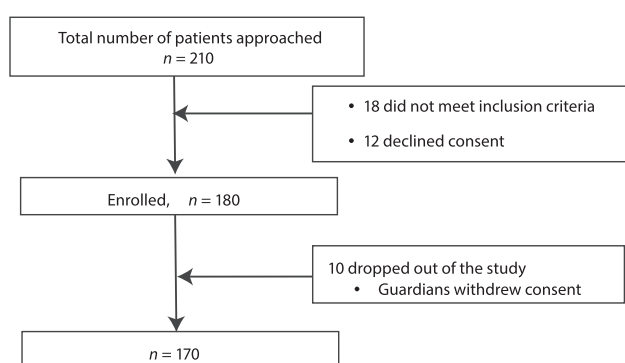 Total number of patients approached
n = 210
• 18 did not meet inclusion criteria
• 12 declined consent
Enrolled, n = 180
10 dropped out of the study
• Guardians withdrew consent
n = 170